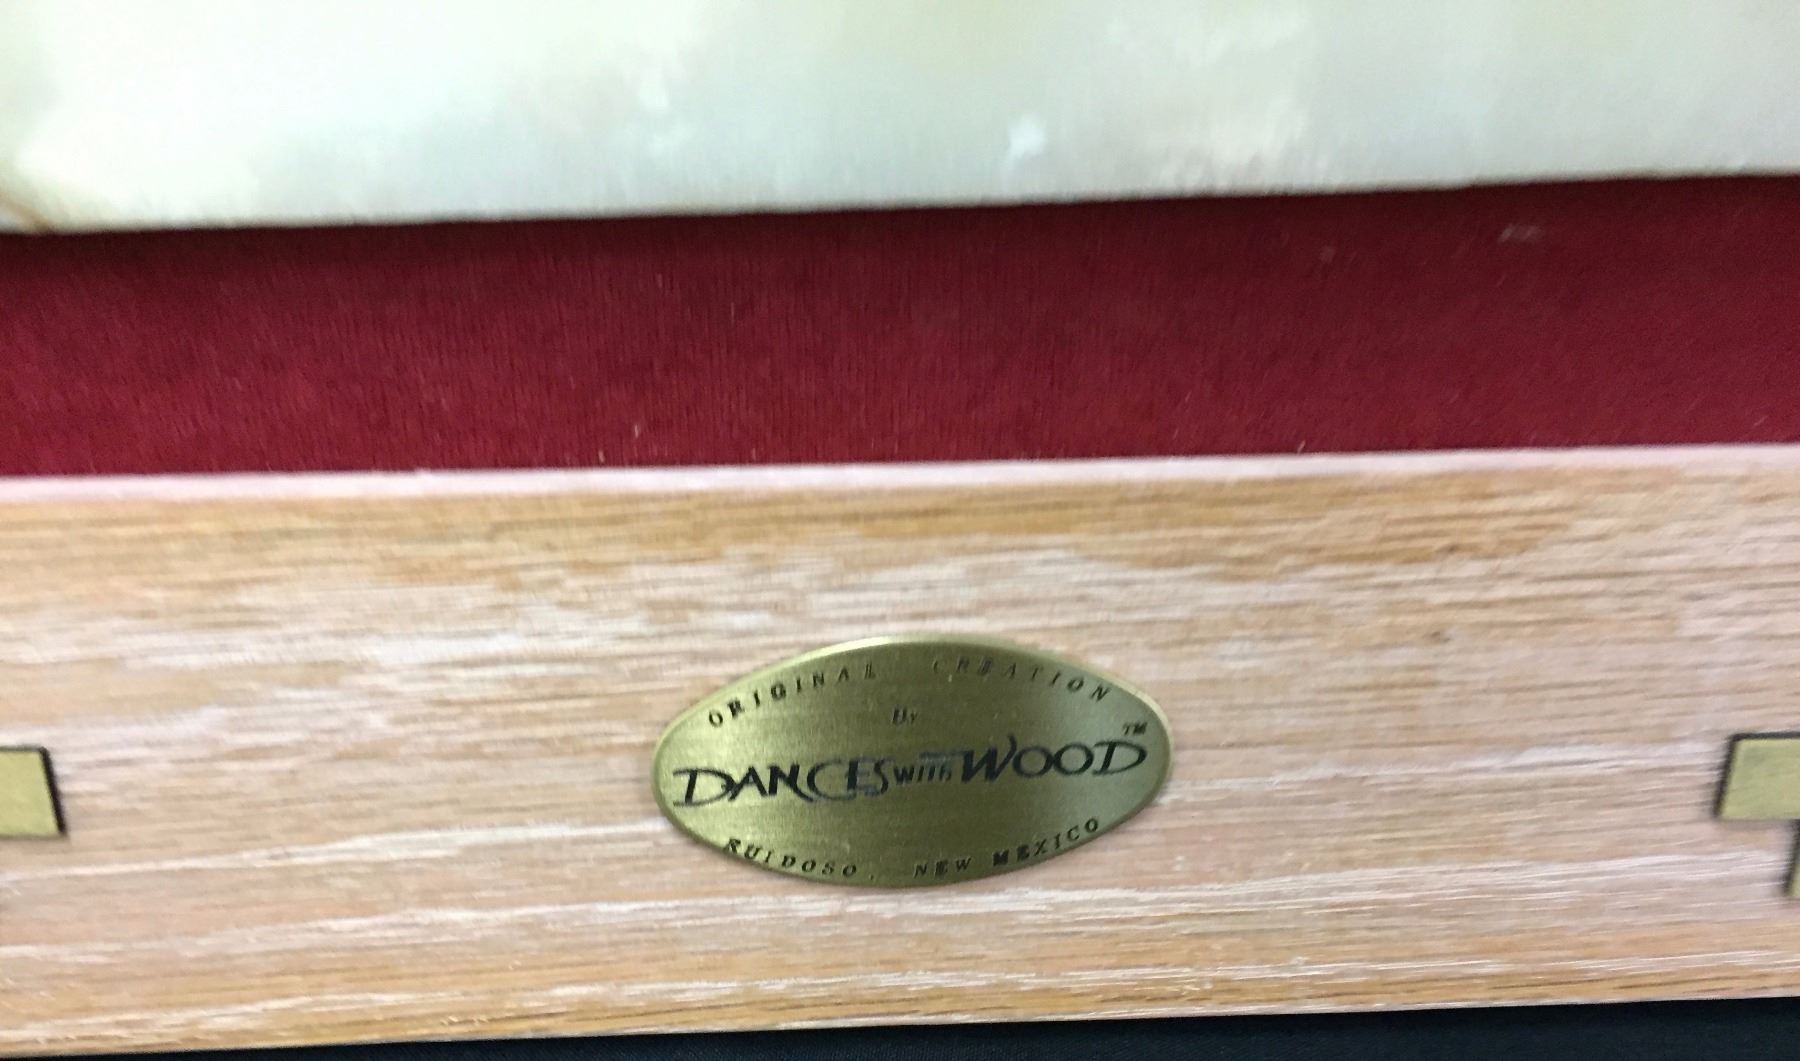 ORIGINAL CREATION
By
DANCES with WOOD™
RUIDOSO, NEW MEXICO